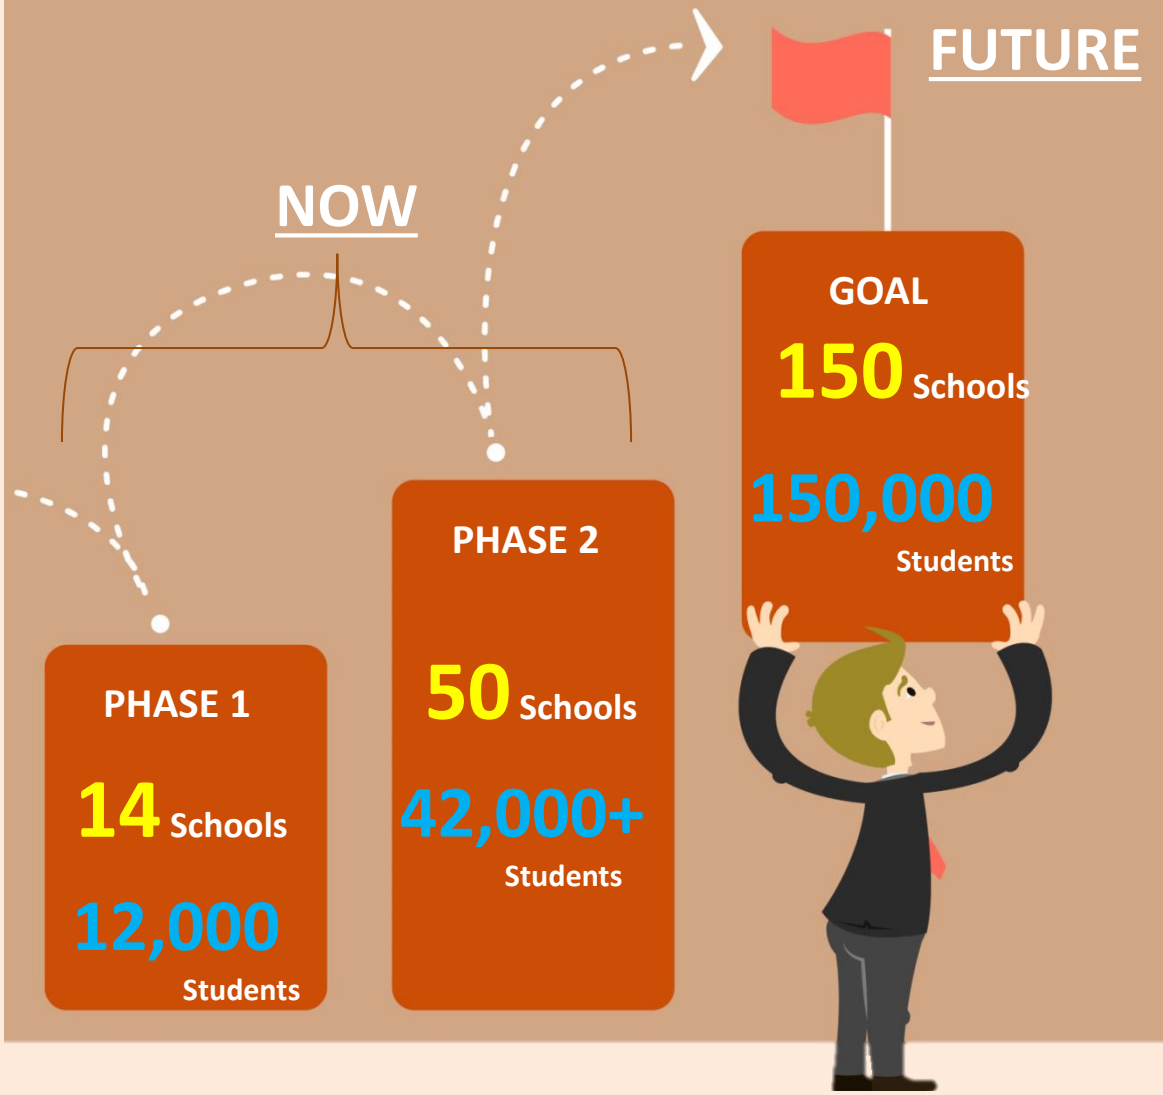 FUTURE
NOW
GOAL
150 Schools
150,000
Students
PHASE 2
50 Schools
42,000+
Students
PHASE 1
14 Schools
12,000
Students